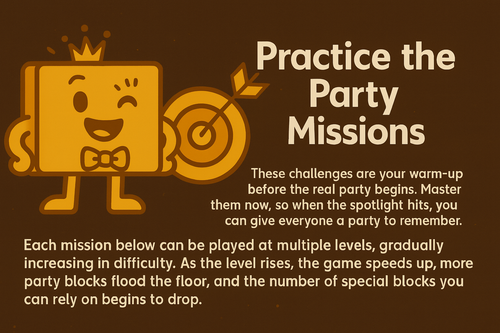 Practice the
Party
Missions
These challenges are your warm-up
before the real party begins. Master
them now, so when the spotlight hits, you
can give everyone a party to remember.
Each mission below can be played at multiple levels, gradually
increasing in difficulty. As the level rises, the game speeds up, more
party blocks flood the floor, and the number of special blocks you
can rely on begins to drop.